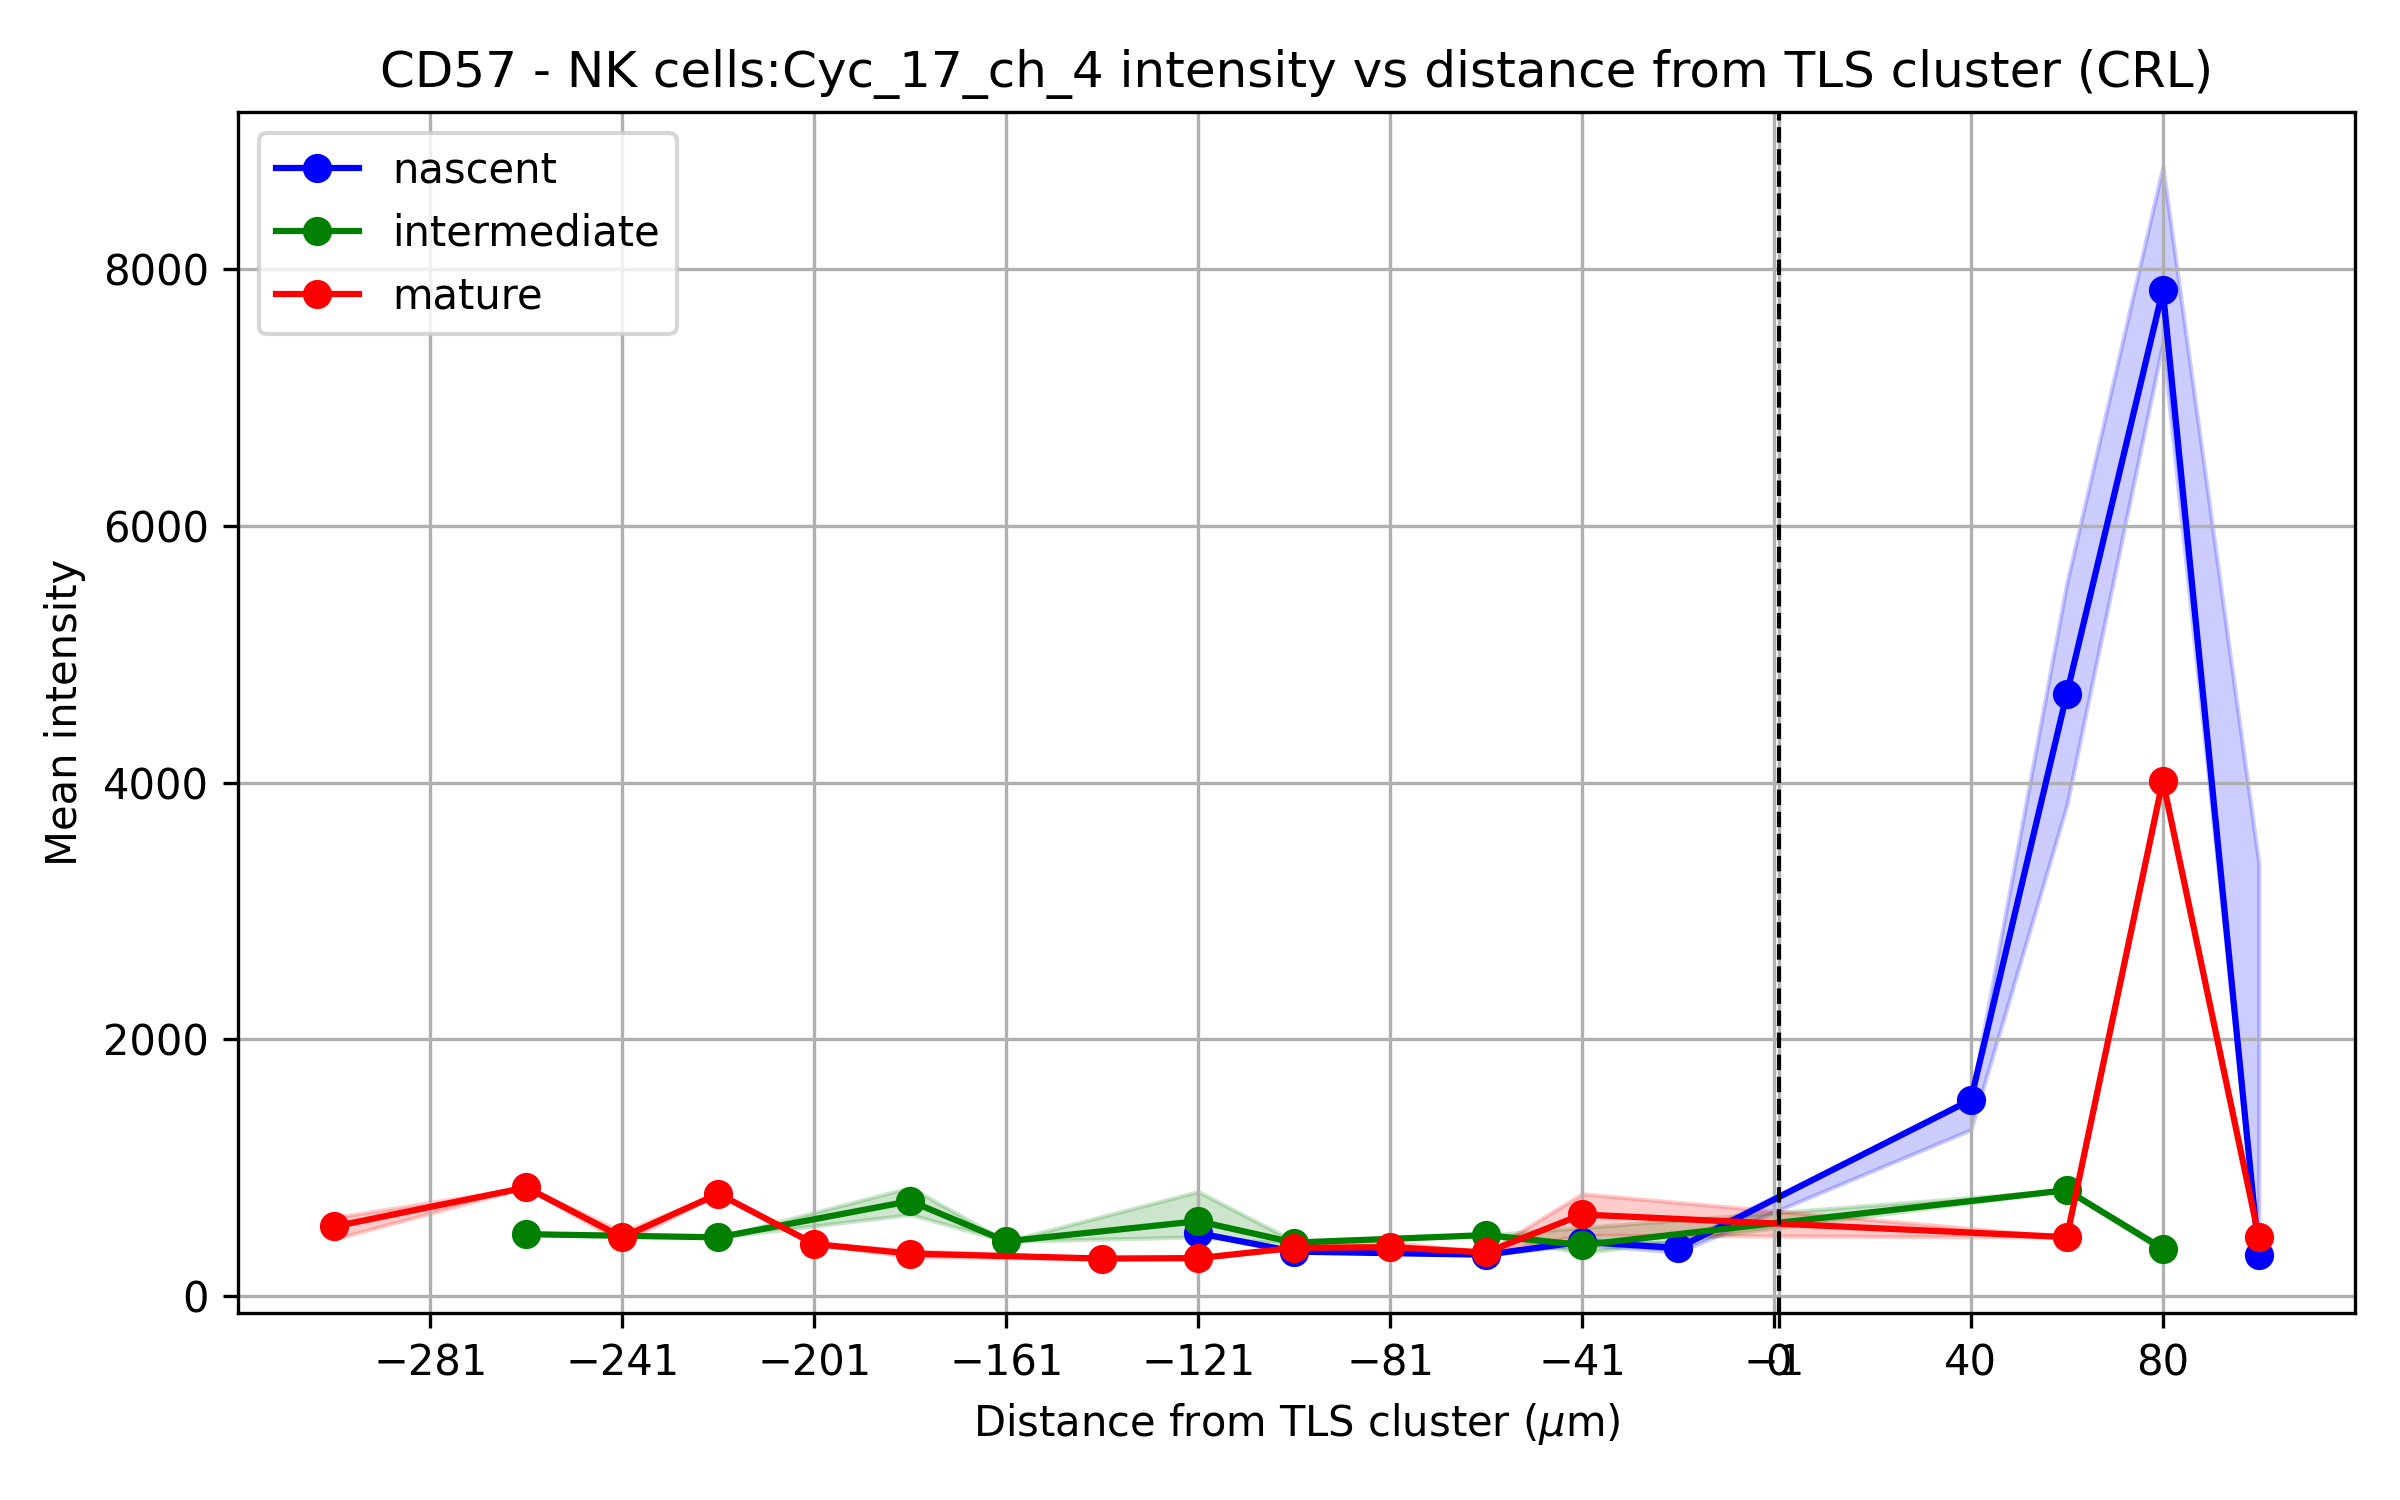 CD57 - NK cells:Cyc_17_ch_4 intensity vs distance from TLS cluster (CRL)
nascent
intermediate
mature
8000
6000
4000
2000
0
Mean intensity
−281 −241 −201 −161 −121 −81 −41 −1 0 40 80
Distance from TLS cluster (μm)